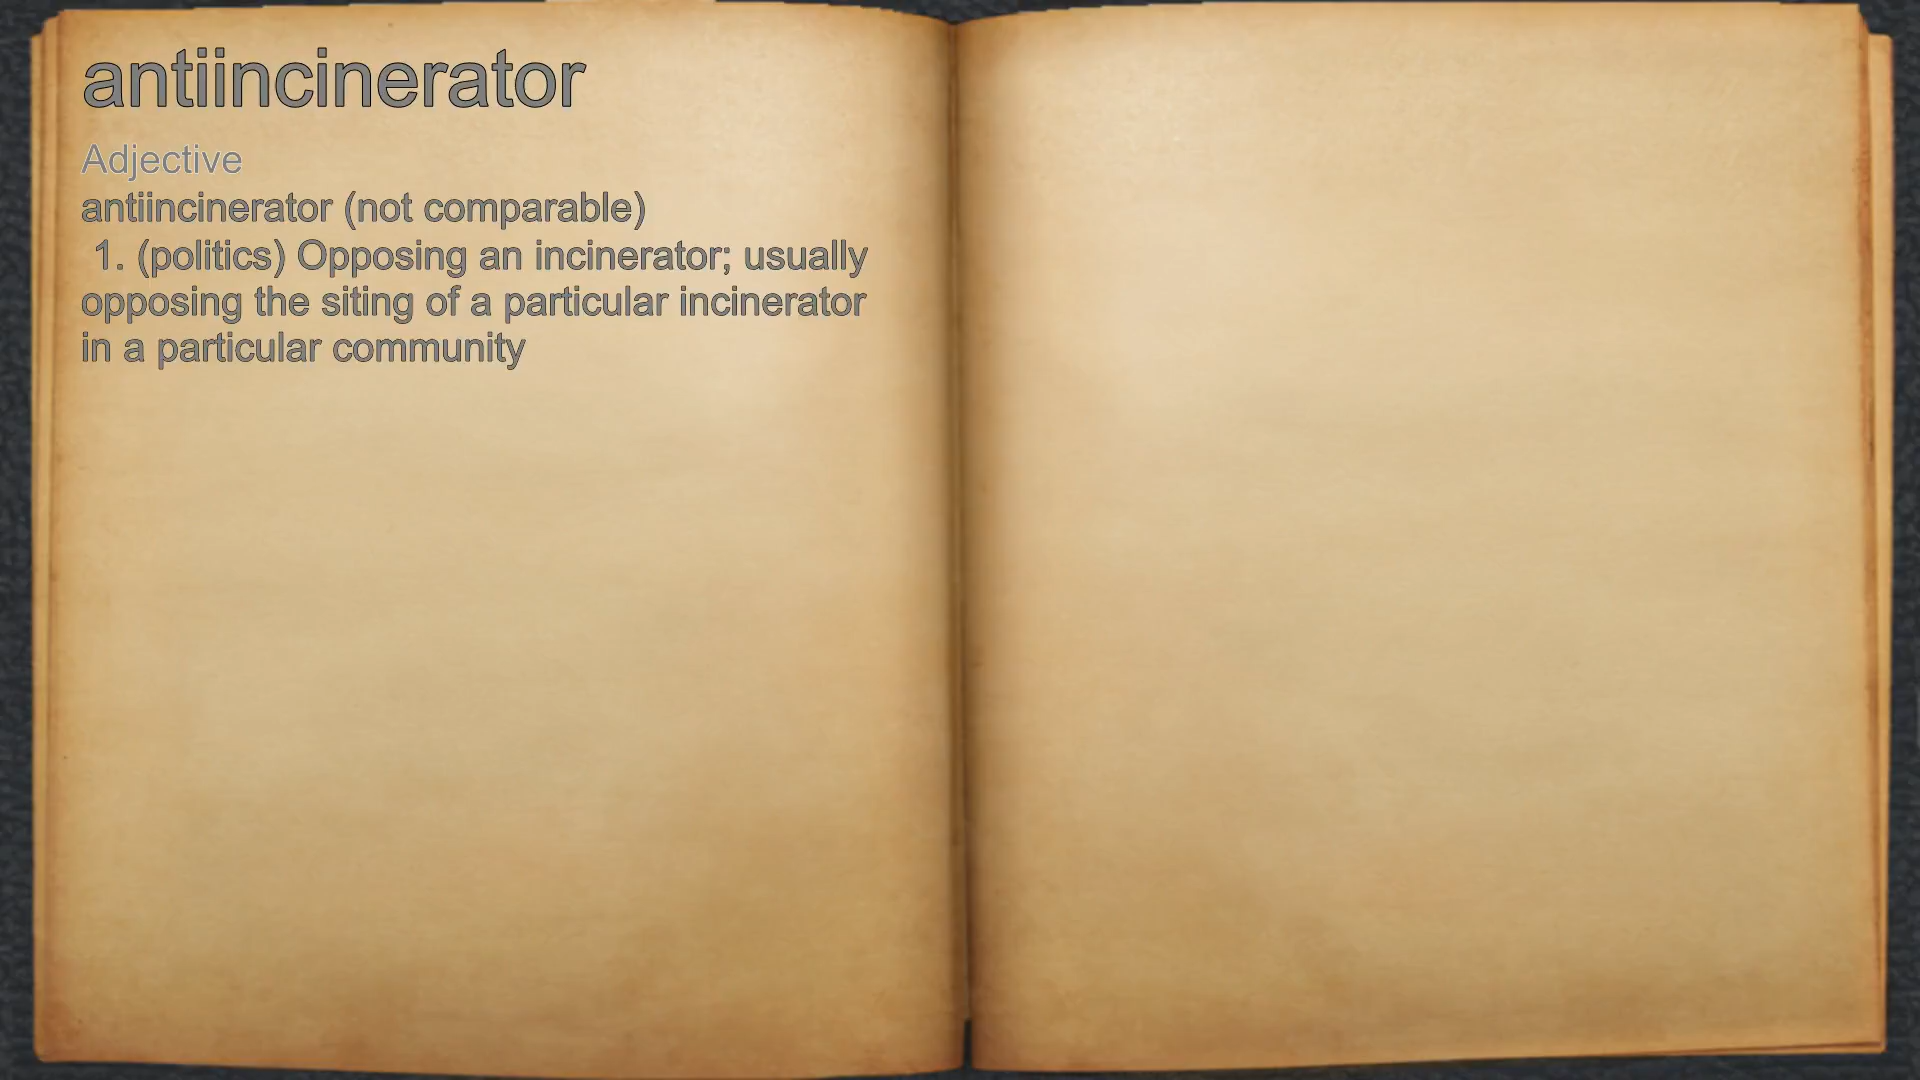 antiincinerator
Adjective
antiincinerator (not comparable)
1. (politics) Opposing an incinerator; usually
opposing the siting of a particular incinerator
in a particular community